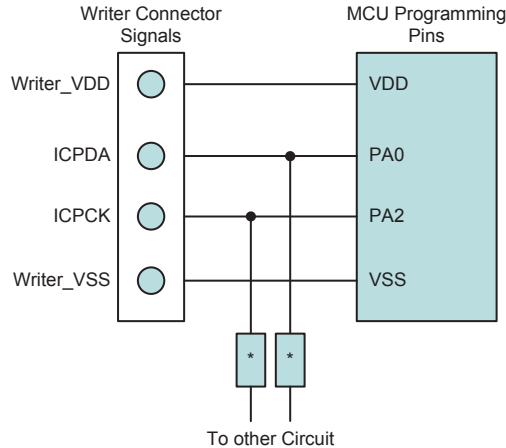 Writer Connector
Signals
MCU Programming
Pins
Writer_VDD
VDD
ICPDA
PA0
ICPCK
PA2
Writer_VSS
VSS
*
*
To other Circuit